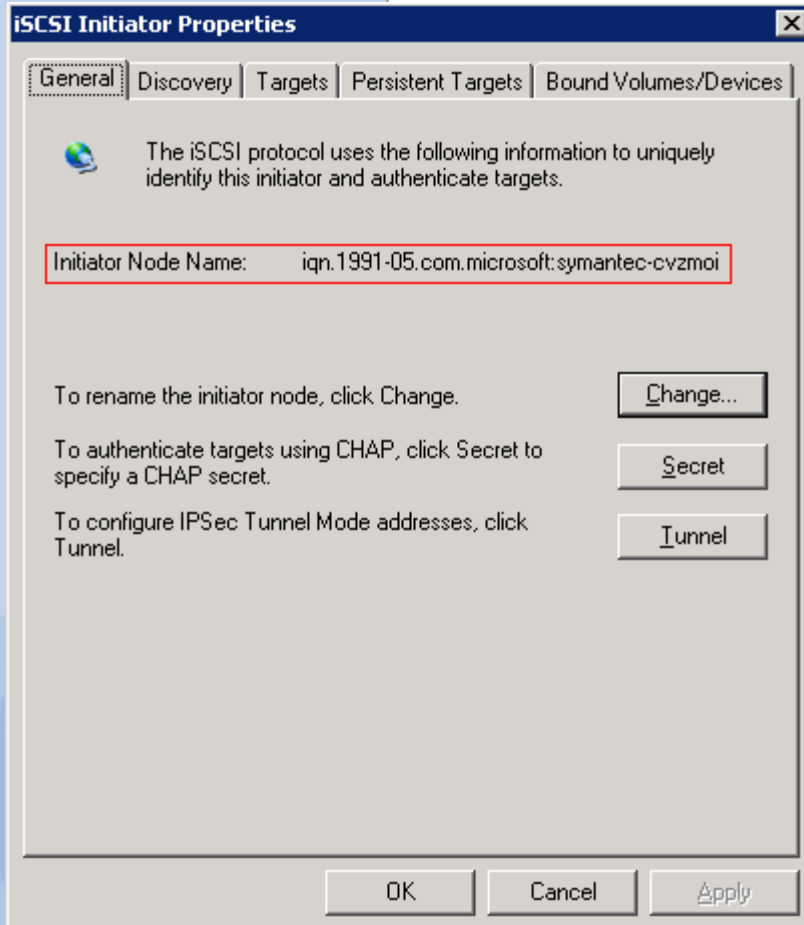 iSCSI Initiator Properties
General Discovery Targets Persistent Targets Bound Volumes/Devices
The iSCSI protocol uses the following information to uniquely
identify this initiator and authenticate targets.
Initiator Node Name: iqn.1991-05.com.microsoft:symantec-cvzmoi
To rename the initiator node, click Change.
Change...
To authenticate targets using CHAP, click Secret to
specify a CHAP secret.
Secret
To configure IPSec Tunnel Mode addresses, click
Tunnel.
Tunnel
OK Cancel Apply